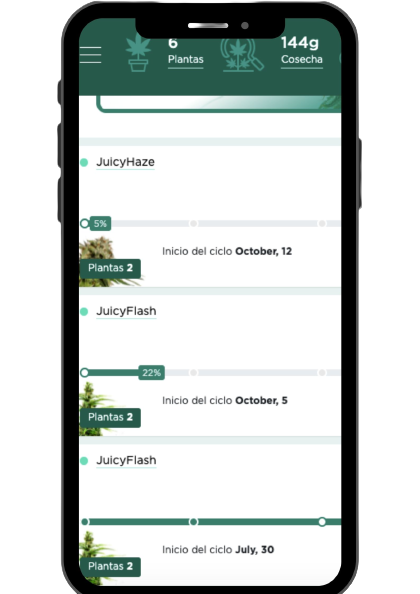 6
Plantas
144g
Cosecha
JuicyHaze
5%
Inicio del ciclo October, 12
Plantas 2
JuicyFlash
22%
Inicio del ciclo October, 5
Plantas 2
JuicyFlash
Inicio del ciclo July, 30
Plantas 2